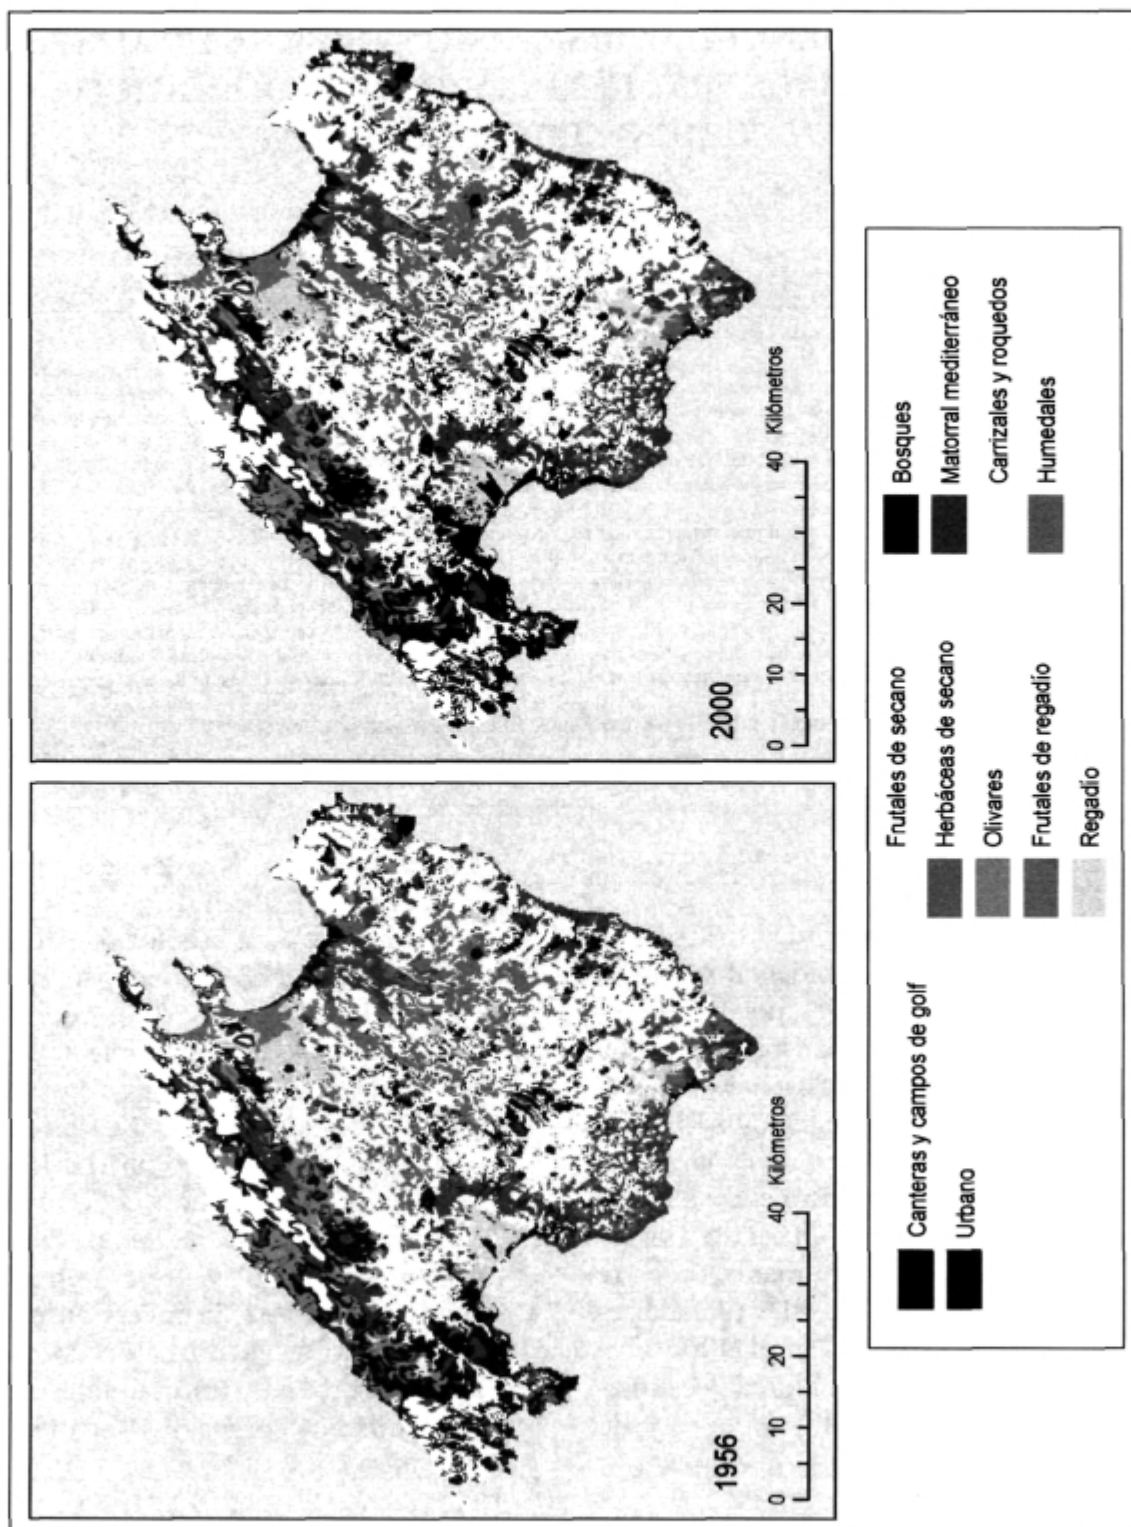 1956
0 10 20 40 Kilómetros
2000
0 10 20 40 Kilómetros
Canteras y campos de golf
Urbano
Frutales de secano
Herbáceas de secano
Olivares
Frutales de regadío
Regadío
Bosques
Matorral mediterráneo
Carrizales y roquedos
Humedales